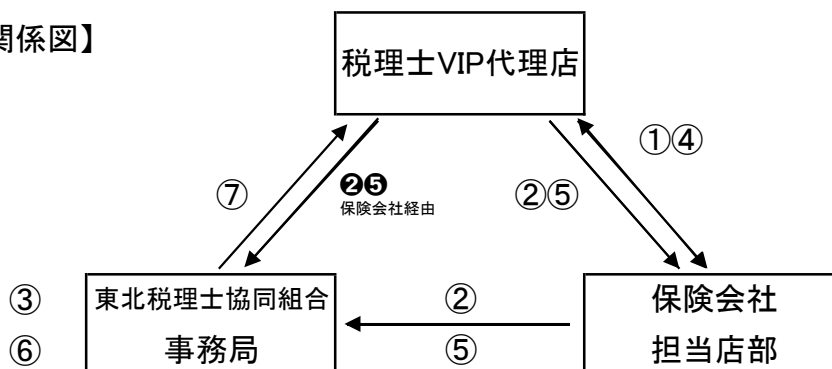 関係図】
税理士VIP代理店
①④
⑦
❷❺
保険会社経由
②⑤
③
東北税理士協同組合
②
保険会社
⑥
事務局
⑤
担当店部